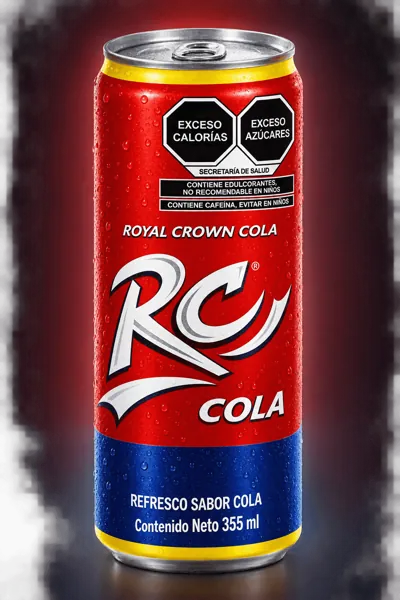 EXCESO
CALORÍAS
EXCESO
AZÚCARES
SECRETARÍA DE SALUD
CONTIENE EDULCORANTES,
NO RECOMENDABLE EN NIÑOS
CONTIENE CAFEÍNA, EVITAR EN NIÑOS
ROYAL CROWN COLA
RC®
COLA
REFRESCO SABOR COLA
Contenido Neto 355 ml